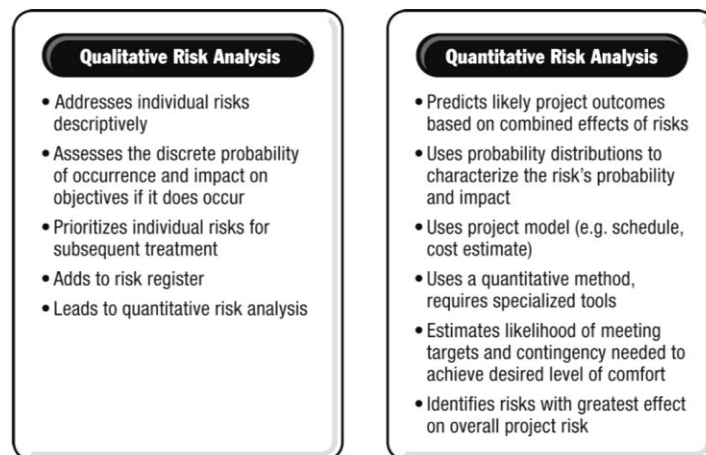 Qualitative Risk Analysis
• Addresses individual risks
descriptively
• Assesses the discrete probability
of occurrence and impact on
objectives if it does occur
• Prioritizes individual risks for
subsequent treatment
• Adds to risk register
• Leads to quantitative risk analysis
Quantitative Risk Analysis
• Predicts likely project outcomes
based on combined effects of risks
• Uses probability distributions to
characterize the risk's probability
and impact
• Uses project model (e.g. schedule,
cost estimate)
• Uses a quantitative method,
requires specialized tools
• Estimates likelihood of meeting
targets and contingency needed to
achieve desired level of comfort
• Identifies risks with greatest effect
on overall project risk